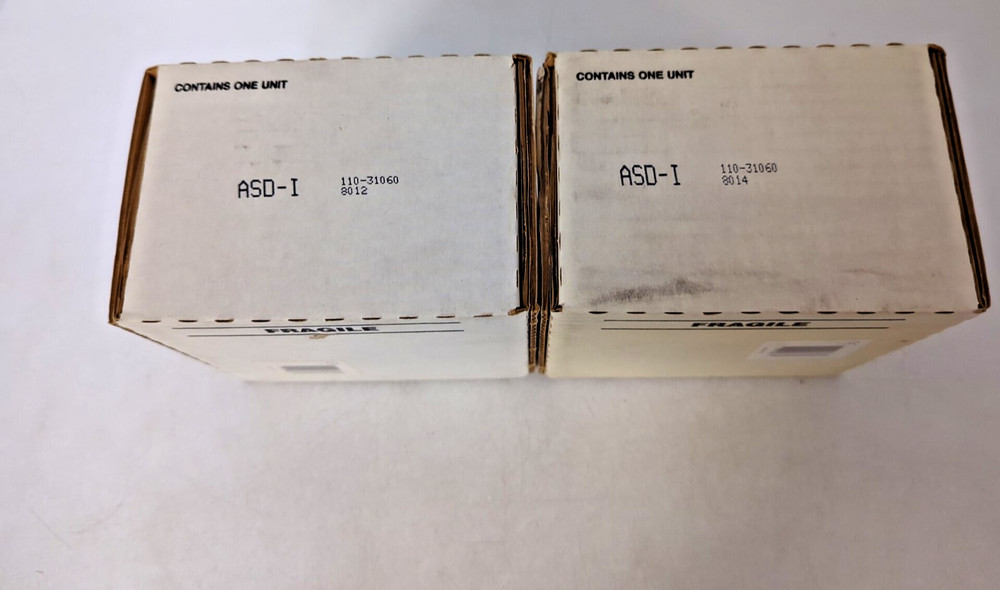 CONTAINS ONE UNIT
ASD-I
110-31060
8012
FRAGILE
CONTAINS ONE UNIT
ASD-I
110-31060
8014
FRAGILE